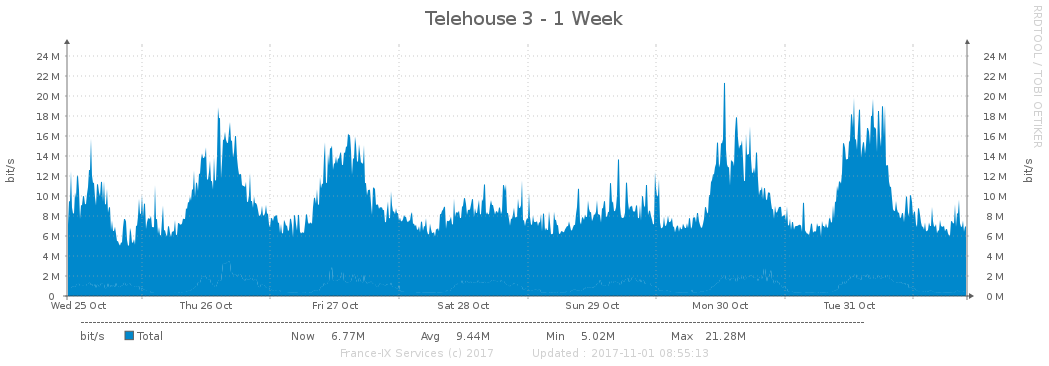 Telehouse 3 - 1 Week
RRDTOOL / TOBI OETIKER
24 M 24 M
22 M 22 M
20 M 20 M
18 M 18 M
16 M 16 M
14 M 14 M
12 M 12 M
10 M 10 M
8 M 8 M
6 M 6 M
4 M 4 M
2 M 2 M
0 0 M
bit/s
bit/s
Wed 25 Oct Thu 26 Oct Fri 27 Oct Sat 28 Oct Sun 29 Oct Mon 30 Oct Tue 31 Oct
bit/s Total Now 6.77M Avg 9.44M Min 5.02M Max 21.28M
France-IX Services (c) 2017 Updated : 2017-11-01 08:55:13